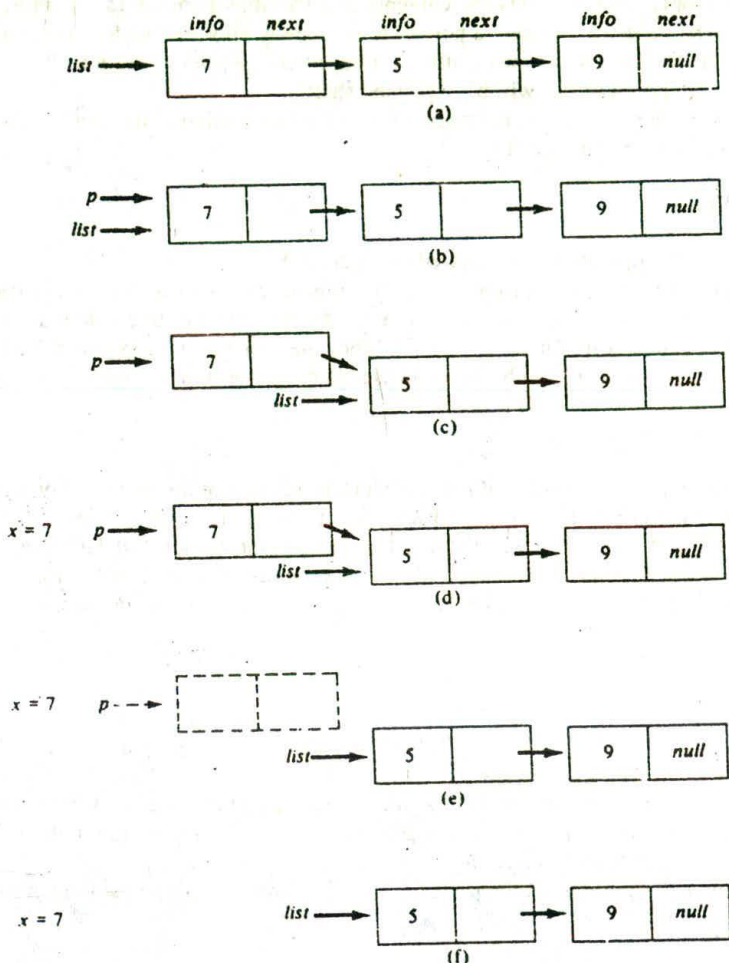 info next info next info next
list 7 5 9 null
(a)
p
list 7 5 9 null
(b)
p 7
list 5 9 null
(c)
x = 7 p 7
list 5 9 null
(d)
x = 7 p
list 5 9 null
(e)
x = 7 list 5 9 null
(f)